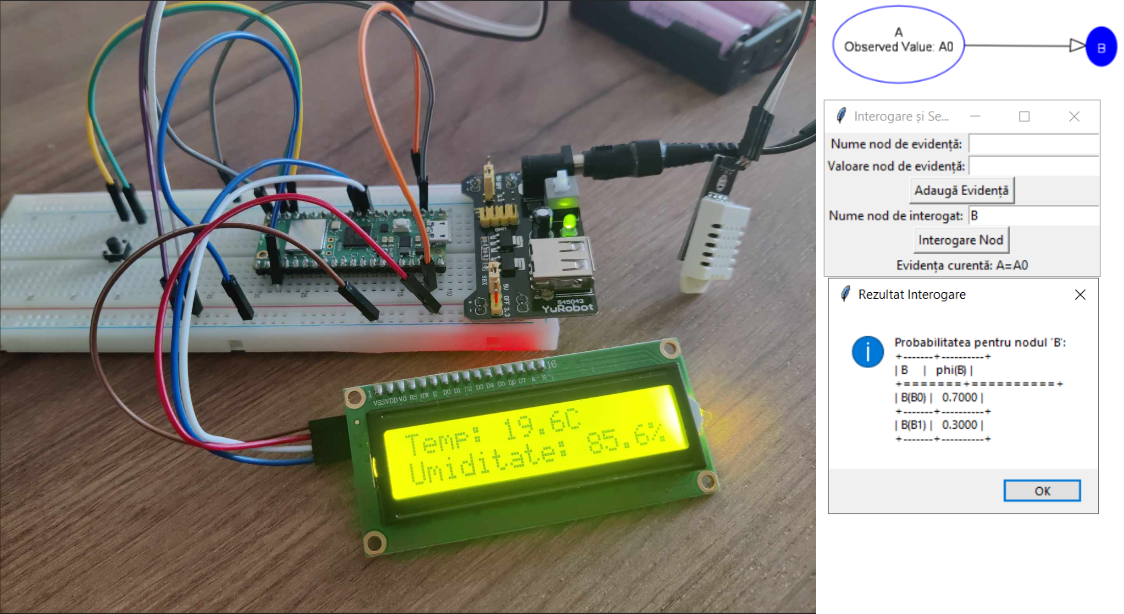 Temp: 19.6C
Umiditate: 85.6%
545043
YuRobot
16
A
Observed Value: A0
B
Interogare și Se...
Nume nod de evidență:
Valoare nod de evidență:
Adaugă Evidență
Nume nod de interogat: B
Interogare Nod
Evidența curentă: A=A0
Rezultat Interogare
Probabilitatea pentru nodul 'B':
+-------+----------+
| B | phi(B) |
+=======+==========+
| B(B0) | 0.7000 |
+-------+----------+
| B(B1) | 0.3000 |
+-------+----------+
OK